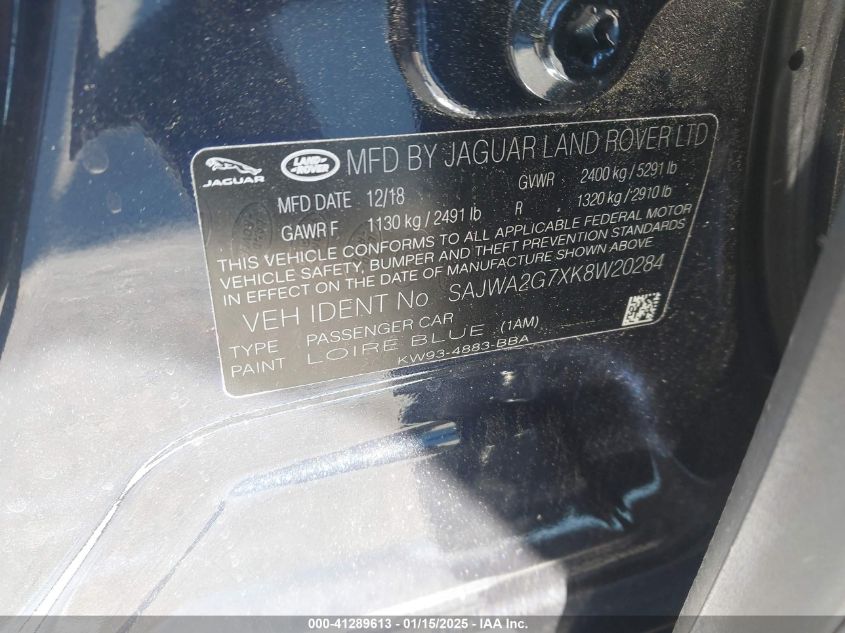 JAGUAR LAND ROVER MFD BY JAGUAR LAND ROVER LTD
MFD DATE 12/18 GVWR 2400 kg / 5291 lb
GAWR F 1130 kg / 2491 lb R 1320 kg / 2910 lb
THIS VEHICLE CONFORMS TO ALL APPLICABLE FEDERAL MOTOR
VEHICLE SAFETY, BUMPER AND THEFT PREVENTION STANDARDS
IN EFFECT ON THE DATE OF MANUFACTURE SHOWN ABOVE
VEH IDENT No SAJWA2G7XK8W20284
TYPE PASSENGER CAR
PAINT LOIRE BLUE (1AM)
KW93-4883-BBA
000-41289613 - 01/15/2025 - IAA Inc.